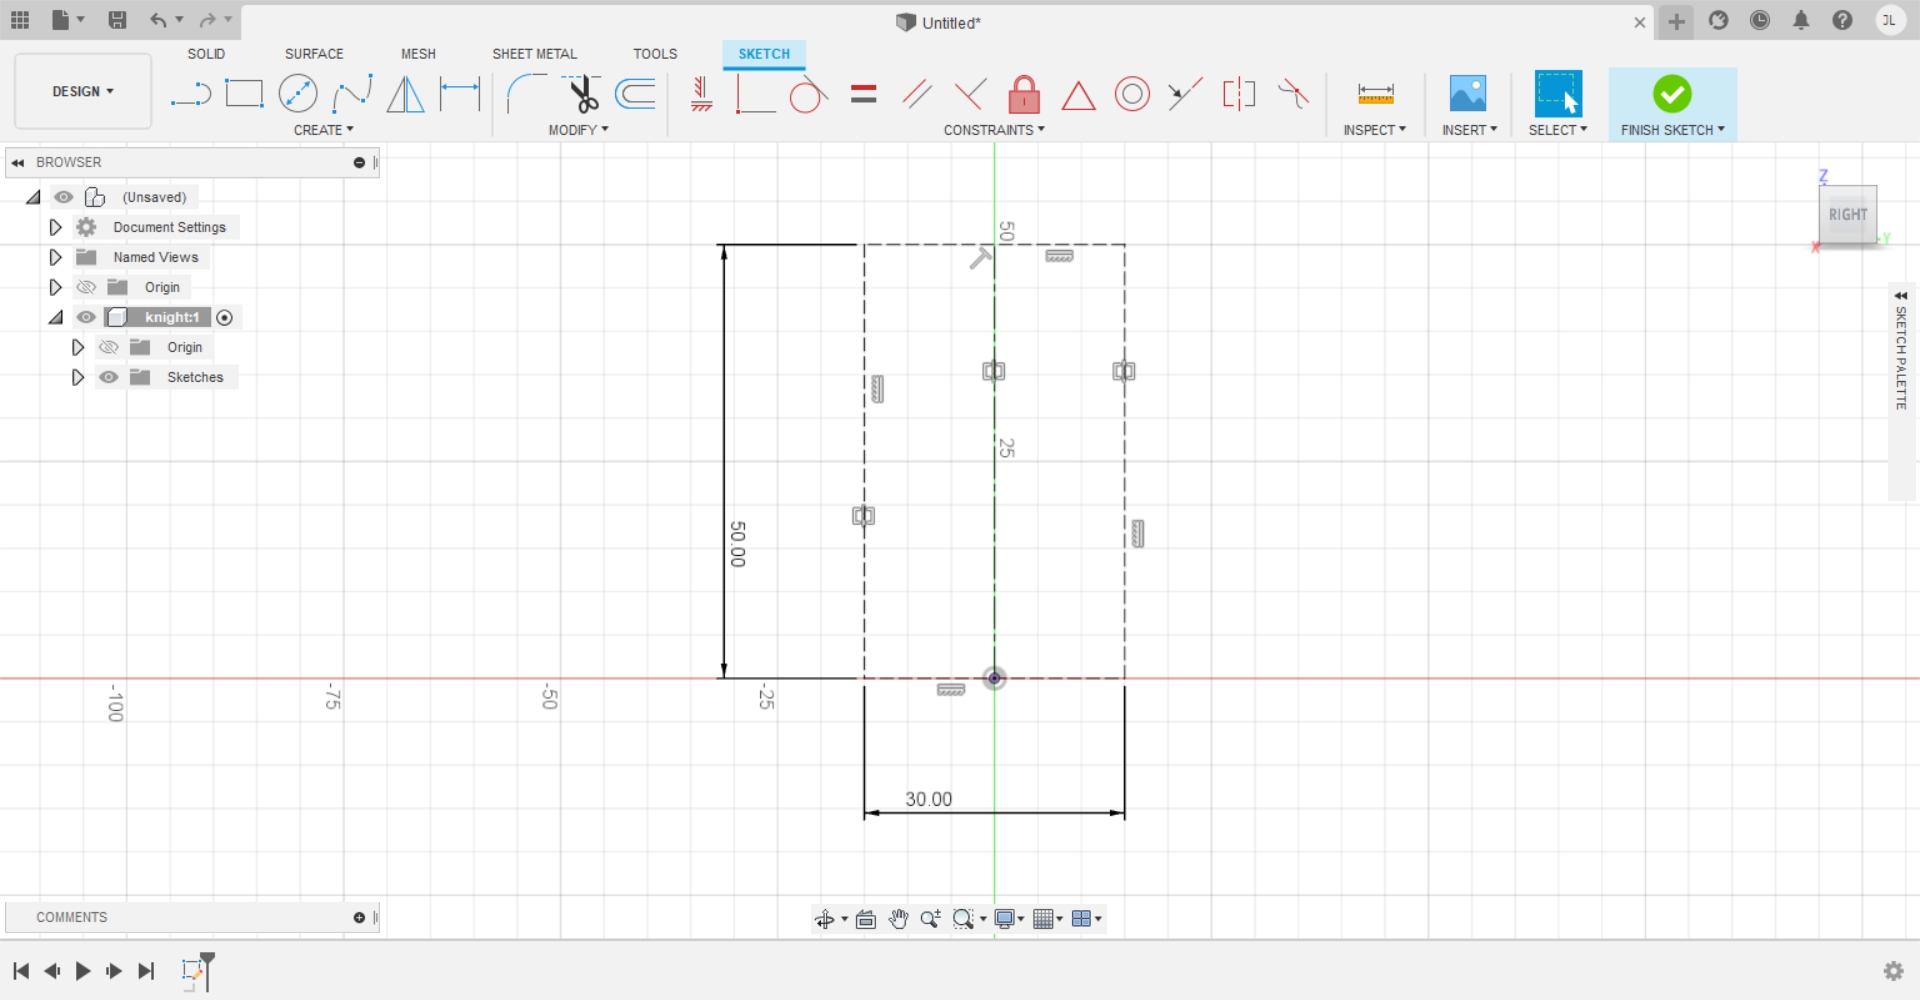 Untitled*
JL
SOLID SURFACE MESH SHEET METAL TOOLS SKETCH
DESIGN
CREATE MODIFY CONSTRAINTS INSPECT INSERT SELECT FINISH SKETCH
BROWSER
(Unsaved)
Document Settings
Named Views
Origin
knight:1
Origin
Sketches
Z
RIGHT
X
Y
SKETCH PALETTE
50
25
50.00
-100
-75
-50
-25
30.00
COMMENTS